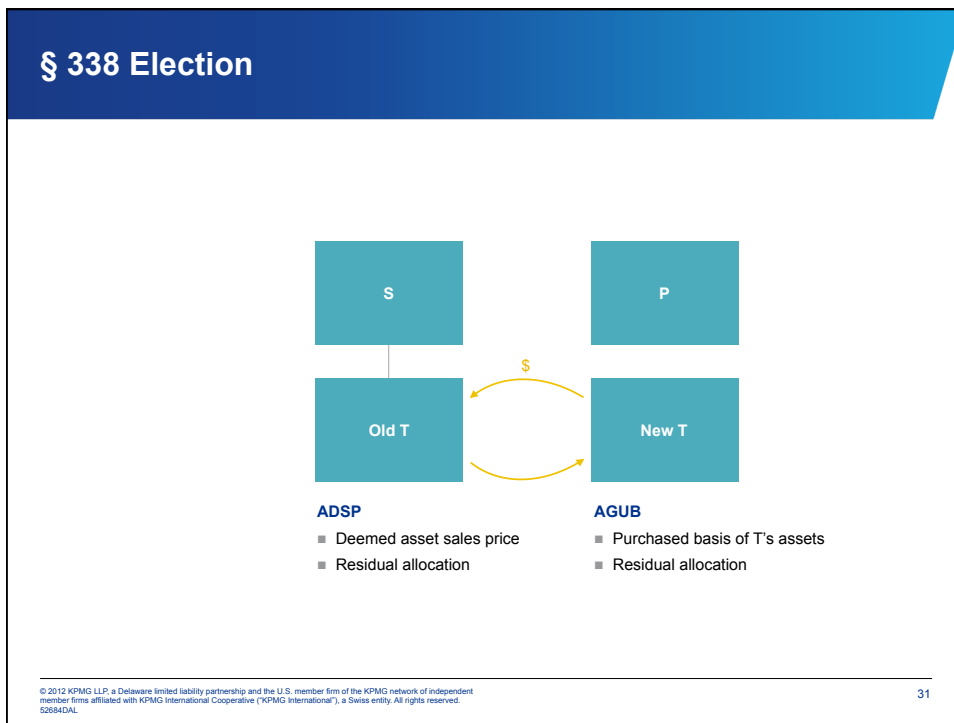 § 338 Election
S
P
$
Old T
New T
ADSP
■ Deemed asset sales price
■ Residual allocation
AGUB
■ Purchased basis of T's assets
■ Residual allocation
© 2012 KPMG LLP, a Delaware limited liability partnership and the U.S. member firm of the KPMG network of independent
member firms affiliated with KPMG International Cooperative ("KPMG International"), a Swiss entity. All rights reserved.
52684DAL
31